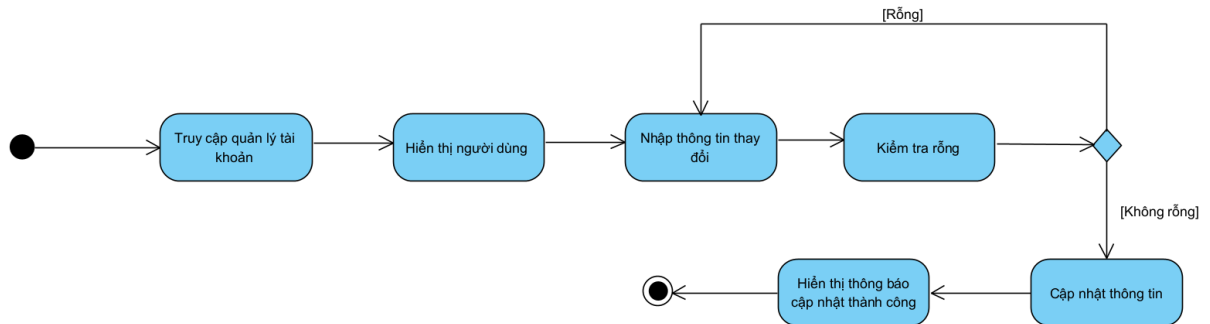 [Rỗng]
Truy cập quản lý tài
khoản
Hiển thị người dùng
Nhập thông tin thay
đổi
Kiểm tra rỗng
[Không rỗng]
Hiển thị thông báo
cập nhật thành công
Cập nhật thông tin